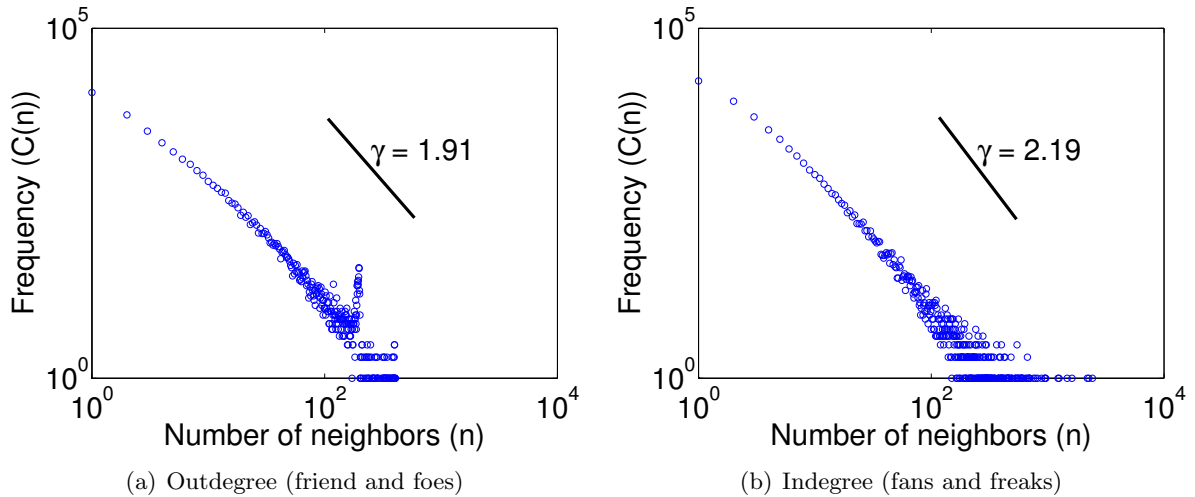 10^5
Frequency (C(n))
γ = 1.91
10^0
10^0
10^2
10^4
Number of neighbors (n)
(a) Outdegree (friend and foes)
10^5
Frequency (C(n))
γ = 2.19
10^0
10^0
10^2
10^4
Number of neighbors (n)
(b) Indegree (fans and freaks)